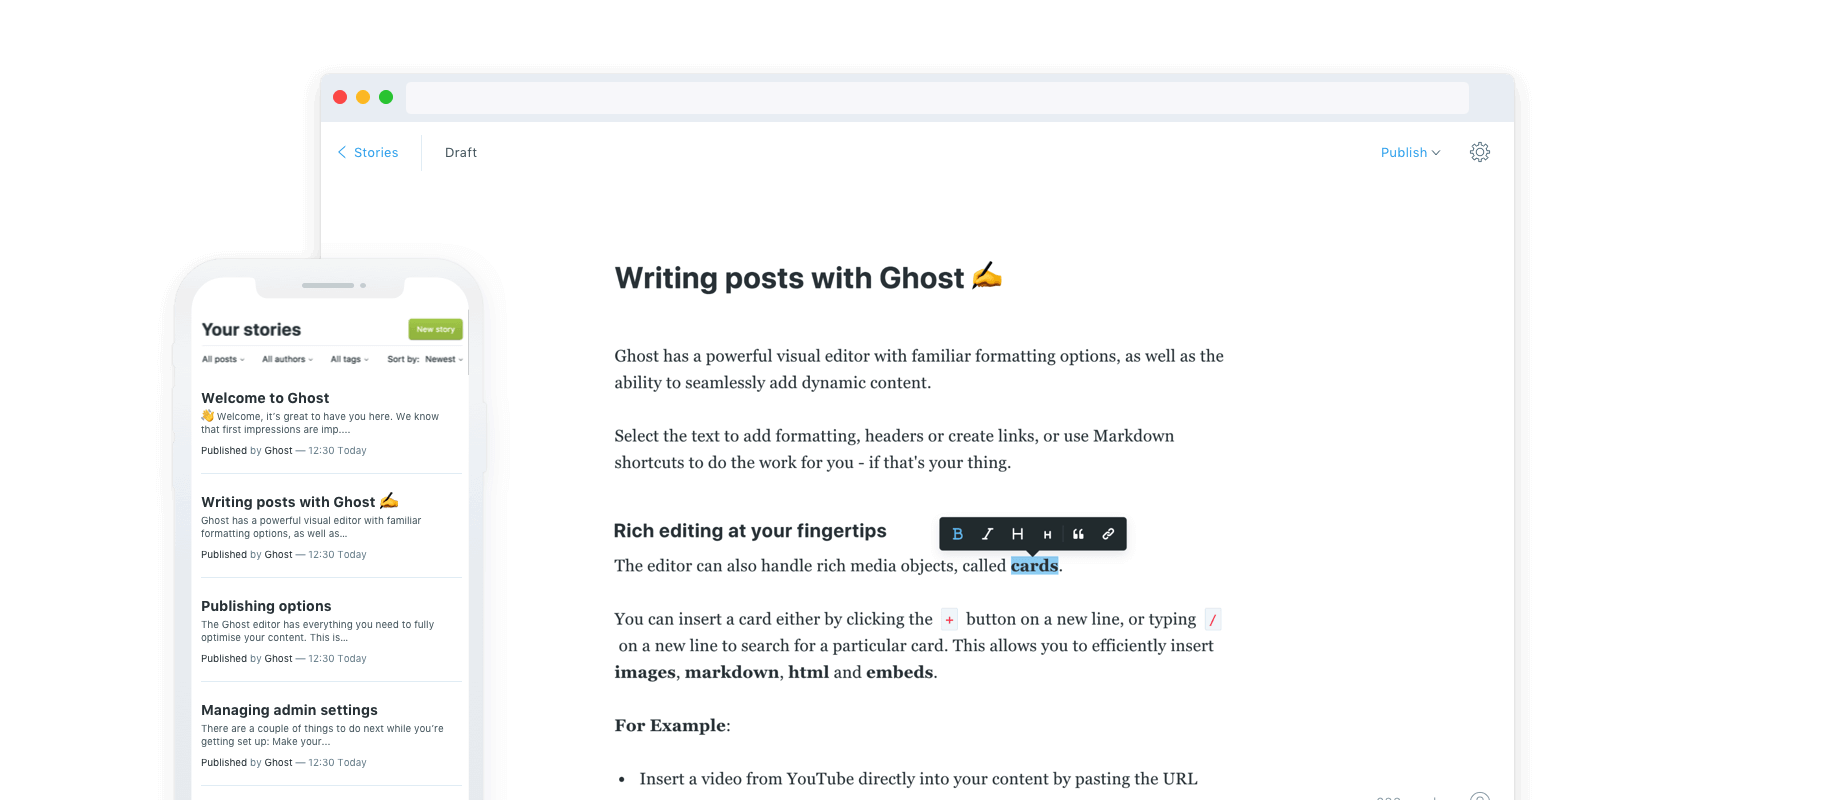 Stories
Draft
Publish
Writing posts with Ghost ✍️
Ghost has a powerful visual editor with familiar formatting options, as well as the
ability to seamlessly add dynamic content.
Select the text to add formatting, headers or create links, or use Markdown
shortcuts to do the work for you - if that's your thing.
Rich editing at your fingertips
B I H H
The editor can also handle rich media objects, called cards.
You can insert a card either by clicking the + button on a new line, or typing /
on a new line to search for a particular card. This allows you to efficiently insert
images, markdown, html and embeds.
For Example:
• Insert a video from YouTube directly into your content by pasting the URL
Your stories
New story
All posts
All authors
All tags
Sort by: Newest
Welcome to Ghost
👋 Welcome, it's great to have you here. We know
that first impressions are imp....
Published by Ghost — 12:30 Today
Writing posts with Ghost ✍️
Ghost has a powerful visual editor with familiar
formatting options, as well as...
Published by Ghost — 12:30 Today
Publishing options
The Ghost editor has everything you need to fully
optimise your content. This is...
Published by Ghost — 12:30 Today
Managing admin settings
There are a couple of things to do next while you're
getting set up: Make your...
Published by Ghost — 12:30 Today